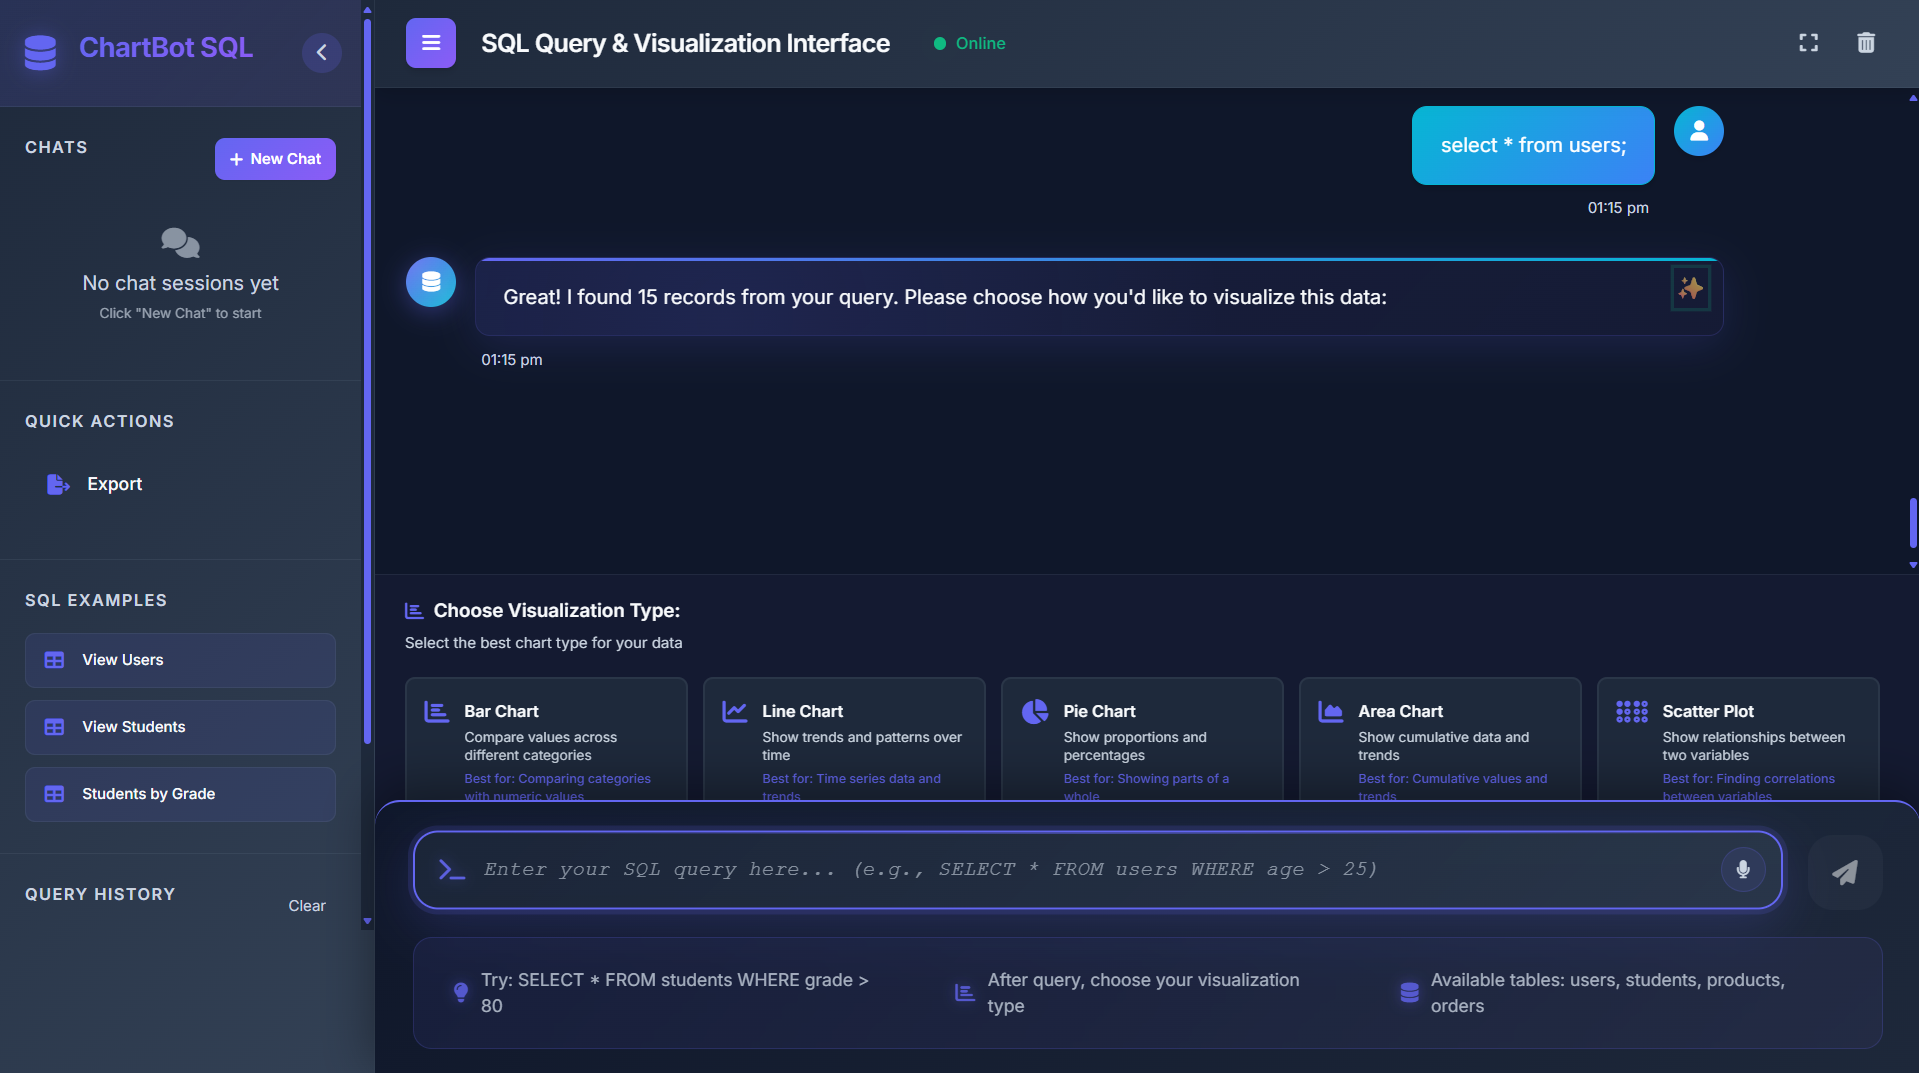 ChartBot SQL
CHATS
New Chat
No chat sessions yet
Click "New Chat" to start
QUICK ACTIONS
Export
SQL EXAMPLES
View Users
View Students
Students by Grade
QUERY HISTORY
Clear
SQL Query & Visualization Interface
Online
select * from users;
01:15 pm
Great! I found 15 records from your query. Please choose how you'd like to visualize this data:
01:15 pm
Choose Visualization Type:
Select the best chart type for your data
Bar Chart
Compare values across
different categories
Best for: Comparing categories
with numeric values
Line Chart
Show trends and patterns over
time
Best for: Time series data and
trends
Pie Chart
Show proportions and
percentages
Best for: Showing parts of a
whole
Area Chart
Show cumulative data and
trends
Best for: Cumulative values and
trends
Scatter Plot
Show relationships between
two variables
Best for: Finding correlations
between variables
Enter your SQL query here... (e.g., SELECT * FROM users WHERE age > 25)
Try: SELECT * FROM students WHERE grade >
80
After query, choose your visualization
type
Available tables: users, students, products,
orders